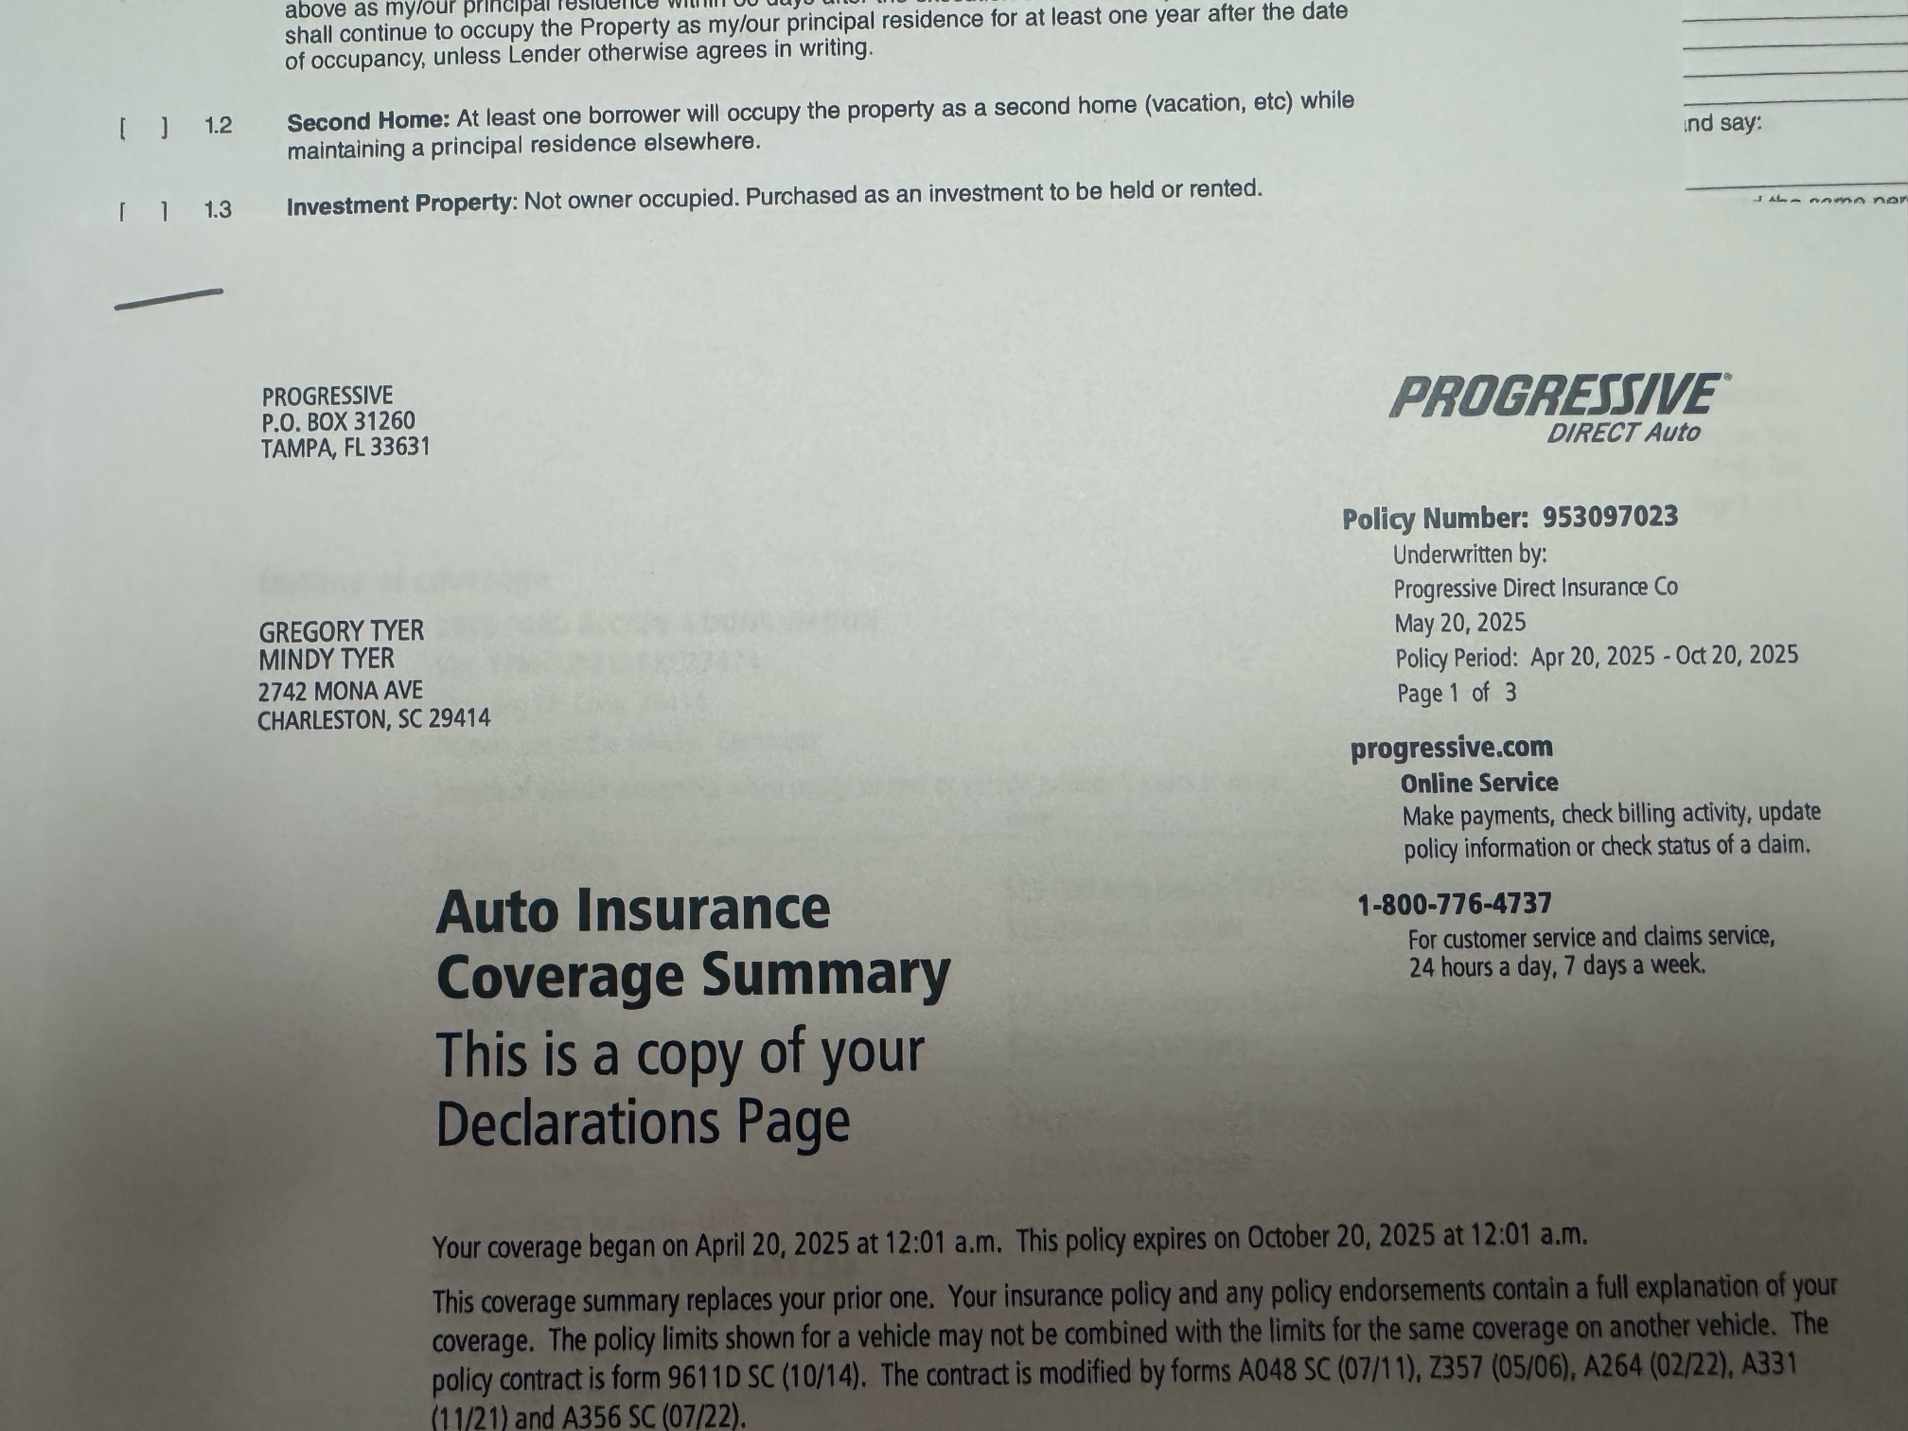 above as my/our principal residence within
shall continue to occupy the Property as my/our principal residence for at least one year after the date
of occupancy, unless Lender otherwise agrees in writing.
[ ] 1.2 Second Home: At least one borrower will occupy the property as a second home (vacation, etc) while
maintaining a principal residence elsewhere.
[ ] 1.3 Investment Property: Not owner occupied. Purchased as an investment to be held or rented.
nd say:
PROGRESSIVE
P.O. BOX 31260
TAMPA, FL 33631
PROGRESSIVE®
DIRECT Auto
Policy Number: 953097023
Underwritten by:
Progressive Direct Insurance Co
May 20, 2025
Policy Period: Apr 20, 2025 - Oct 20, 2025
Page 1 of 3
GREGORY TYER
MINDY TYER
2742 MONA AVE
CHARLESTON, SC 29414
progressive.com
Online Service
Make payments, check billing activity, update
policy information or check status of a claim.
1-800-776-4737
For customer service and claims service,
24 hours a day, 7 days a week.
Auto Insurance
Coverage Summary
This is a copy of your
Declarations Page
Your coverage began on April 20, 2025 at 12:01 a.m. This policy expires on October 20, 2025 at 12:01 a.m.
This coverage summary replaces your prior one. Your insurance policy and any policy endorsements contain a full explanation of your
coverage. The policy limits shown for a vehicle may not be combined with the limits for the same coverage on another vehicle. The
policy contract is form 9611D SC (10/14). The contract is modified by forms A048 SC (07/11), Z357 (05/06), A264 (02/22), A331
(11/21) and A356 SC (07/22).